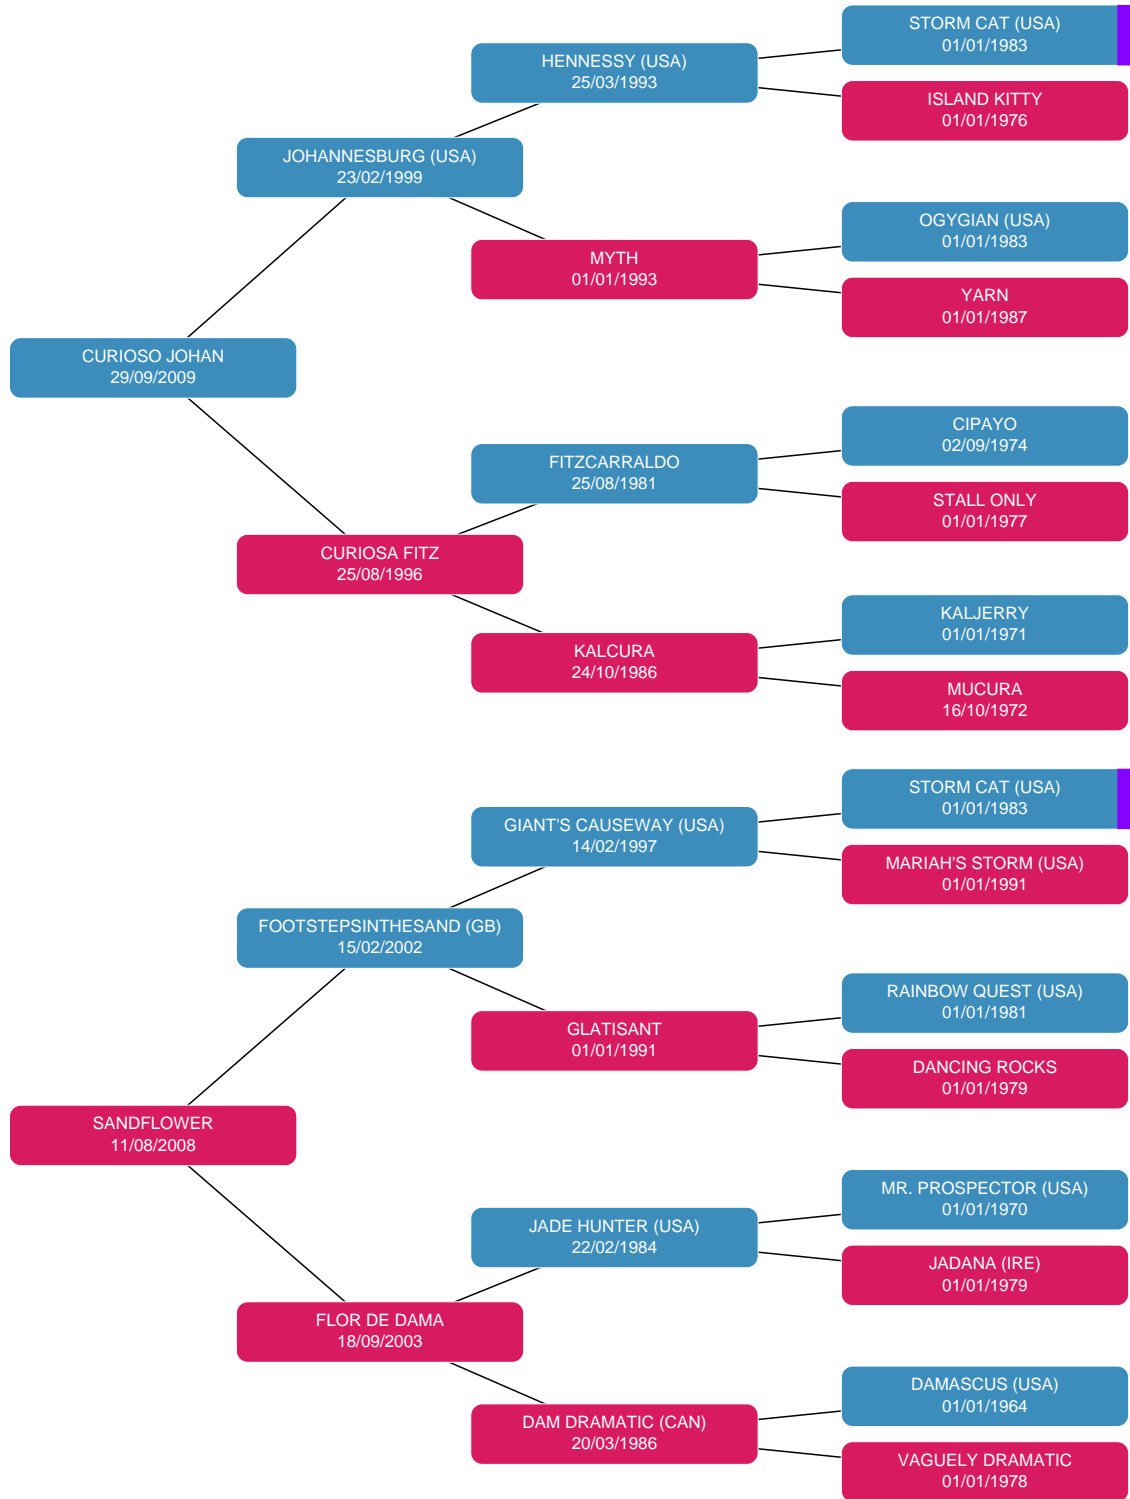 STORM CAT (USA)
01/01/1983
HENNESSY (USA)
25/03/1993
ISLAND KITTY
01/01/1976
JOHANNESBURG (USA)
23/02/1999
OGYGIAN (USA)
01/01/1983
MYTH
01/01/1993
YARN
01/01/1987
CURIOSO JOHAN
29/09/2009
CIPAYO
02/09/1974
FITZCARRALDO
25/08/1981
STALL ONLY
01/01/1977
CURIOSA FITZ
25/08/1996
KALJERRY
01/01/1971
KALCURA
24/10/1986
MUCURA
16/10/1972
STORM CAT (USA)
01/01/1983
GIANT'S CAUSEWAY (USA)
14/02/1997
MARIAH'S STORM (USA)
01/01/1991
FOOTSTEPSINTHESAND (GB)
15/02/2002
RAINBOW QUEST (USA)
01/01/1981
GLATISANT
01/01/1991
DANCING ROCKS
01/01/1979
SANDFLOWER
11/08/2008
MR. PROSPECTOR (USA)
01/01/1970
JADE HUNTER (USA)
22/02/1984
JADANA (IRE)
01/01/1979
FLOR DE DAMA
18/09/2003
DAMASCUS (USA)
01/01/1964
DAM DRAMATIC (CAN)
20/03/1986
VAGUELY DRAMATIC
01/01/1978